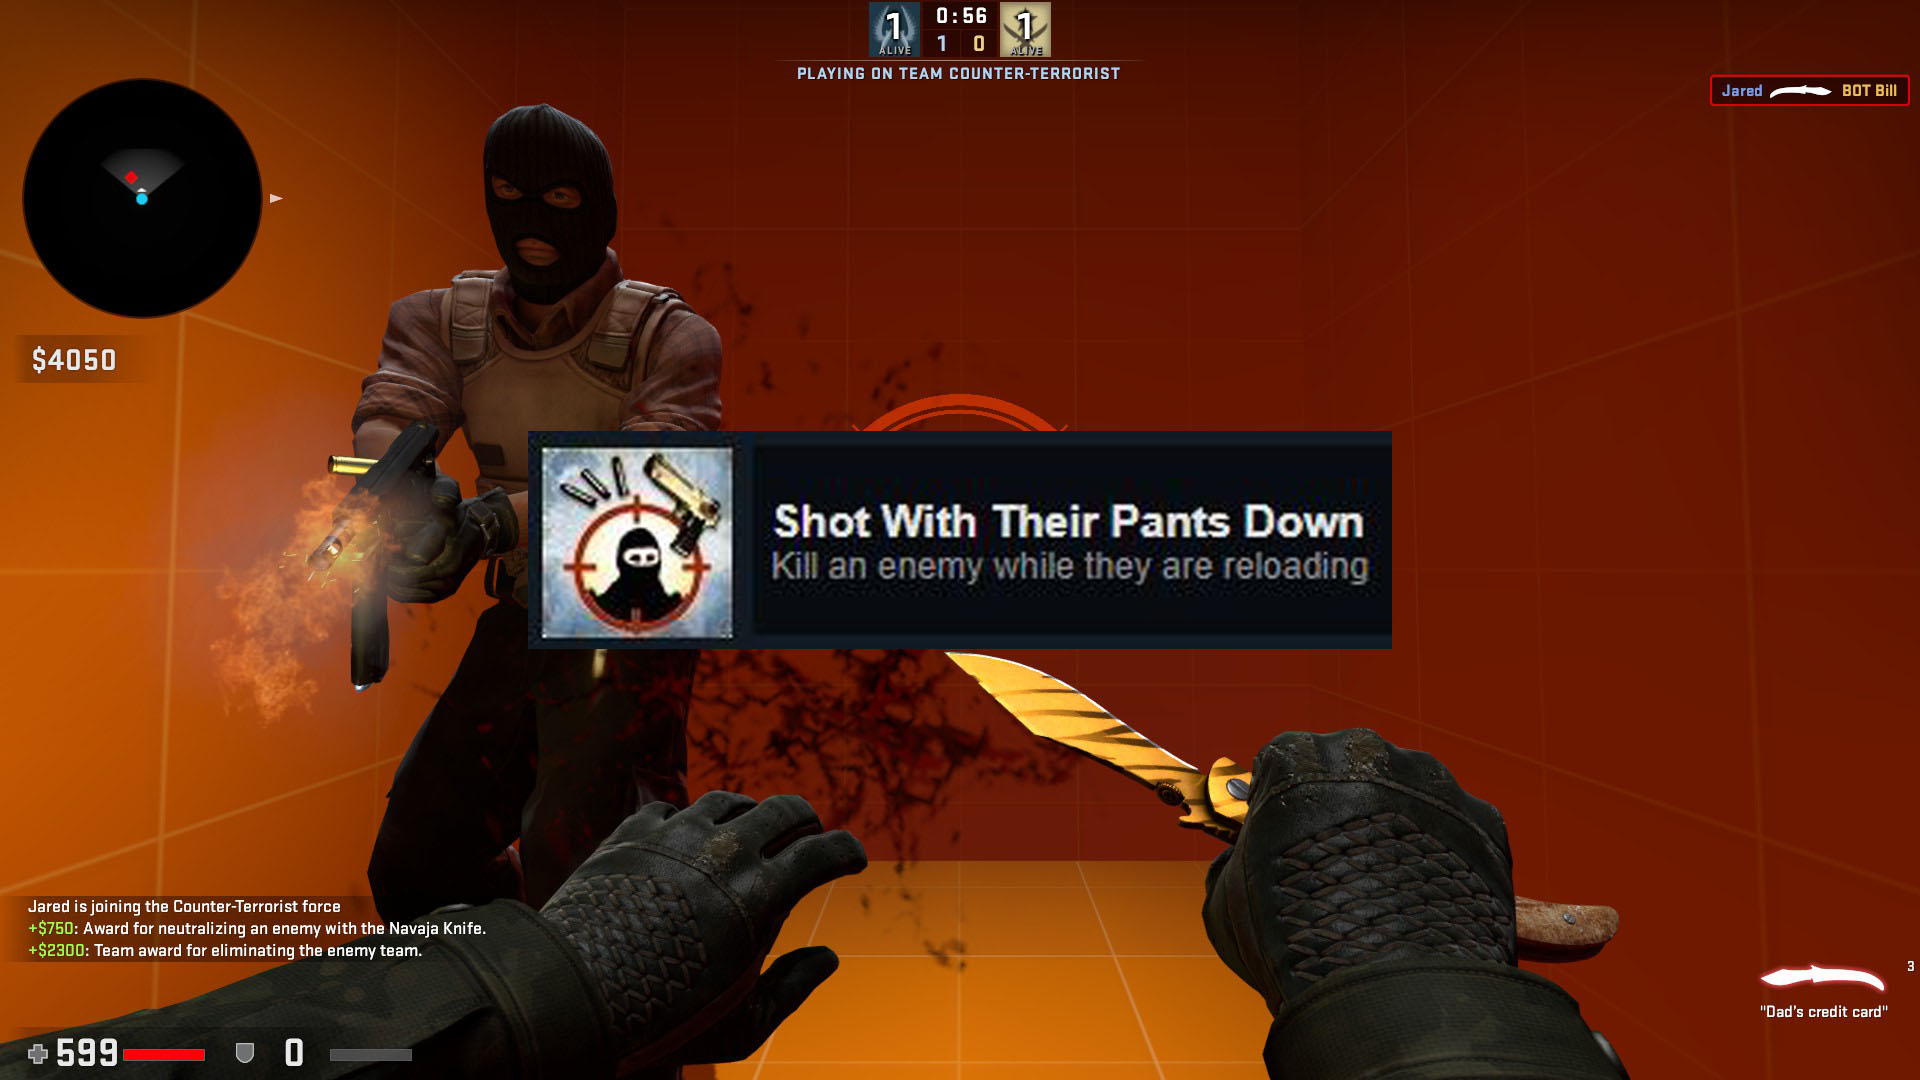 1
ALIVE
0:56
1 0
1
ALIVE
PLAYING ON TEAM COUNTER-TERRORIST
Jared BOT Bill
$4050
Shot With Their Pants Down
Kill an enemy while they are reloading
Jared is joining the Counter-Terrorist force
+$750: Award for neutralizing an enemy with the Navaja Knife.
+$2300: Team award for eliminating the enemy team.
3
"Dad's credit card"
599 0